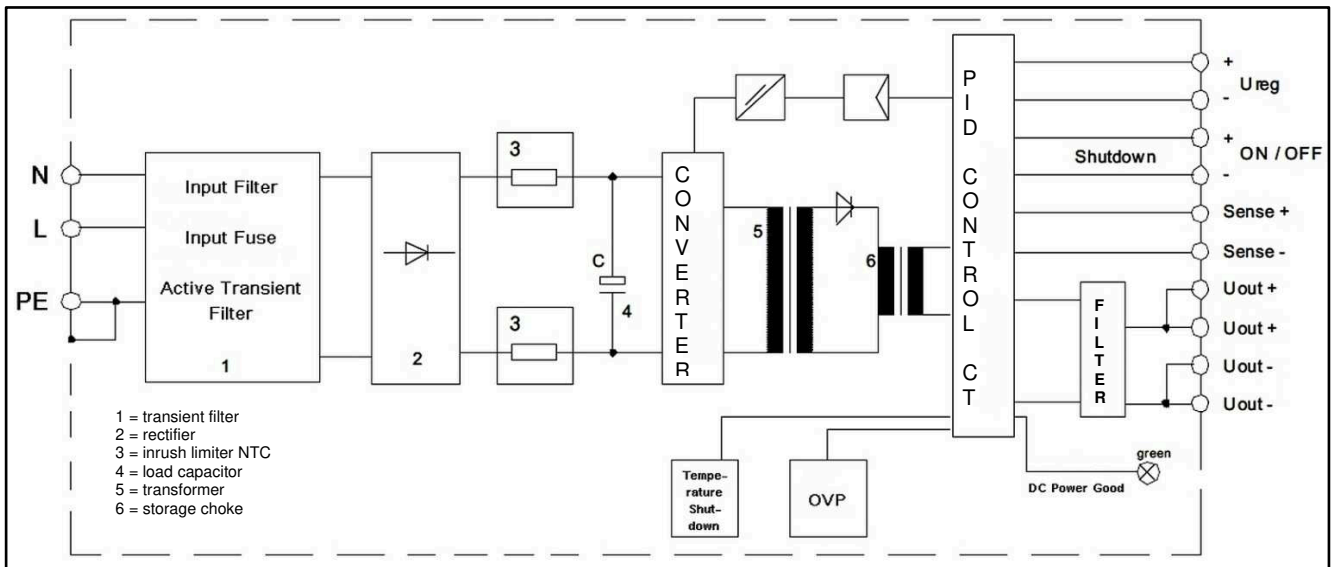 N
L
PE
Input Filter
Input Fuse
Active Transient
Filter
1
2
3
3
C
4
CONVERTER
5
6
PID CONTROL CT
+
Ureg
-
+
Shutdown
ON / OFF
-
Sense +
Sense -
Uout +
Uout +
Uout -
Uout -
FILTER
green
DC Power Good
Tempe-
rature
Shut-
down
OVP
1 = transient filter
2 = rectifier
3 = inrush limiter NTC
4 = load capacitor
5 = transformer
6 = storage choke